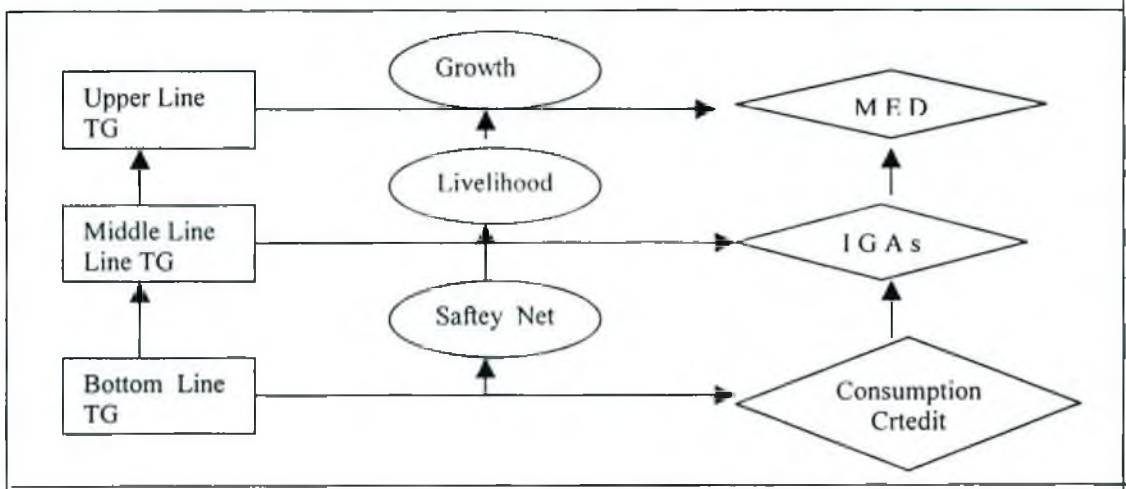 Growth
Upper Line
TG
M E D
Livelihood
Middle Line
Line TG
I G A s
Saftey Net
Bottom Line
TG
Consumption
Crtedit